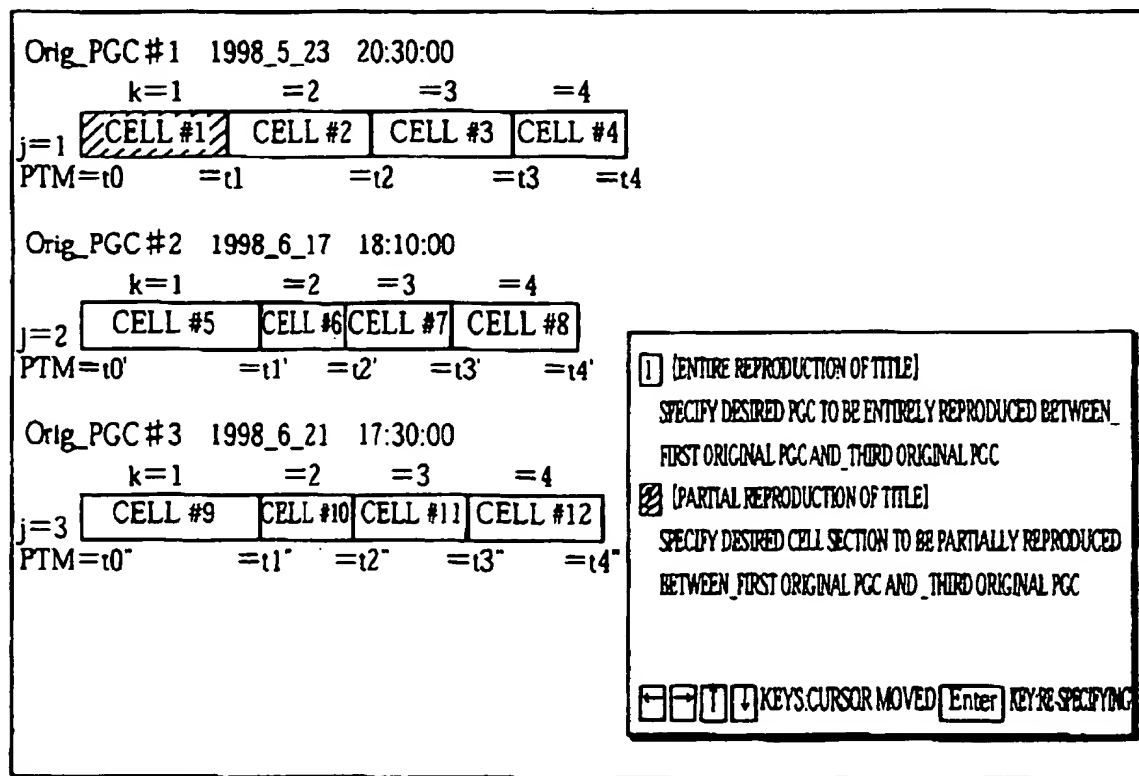 Orig_PGC#1 1998_5_23 20:30:00
k=1 =2 =3 =4
j=1 CELL #1 CELL #2 CELL #3 CELL #4
PTM=t0 =t1 =t2 =t3 =t4
Orig_PGC#2 1998_6_17 18:10:00
k=1 =2 =3 =4
j=2 CELL #5 CELL #6 CELL #7 CELL #8
PTM=t0' =t1' =t2' =t3' =t4'
Orig_PGC#3 1998_6_21 17:30:00
k=1 =2 =3 =4
j=3 CELL #9 CELL #10 CELL #11 CELL #12
PTM=t0" =t1" =t2" =t3" =t4"
1 [ENTIRE REPRODUCTION OF TITLE]
SPECIFY DESIRED PGC TO BE ENTIRELY REPRODUCED BETWEEN_
FIRST ORIGINAL PGC AND_THIRD ORIGINAL PGC
[PARTIAL REPRODUCTION OF TITLE]
SPECIFY DESIRED CELL SECTION TO BE PARTIALLY REPRODUCED
BETWEEN_FIRST ORIGINAL PGC AND_THIRD ORIGINAL PGC
← → ↑ ↓ KEYS:CURSOR MOVED Enter KEY:RE SPECIFYING